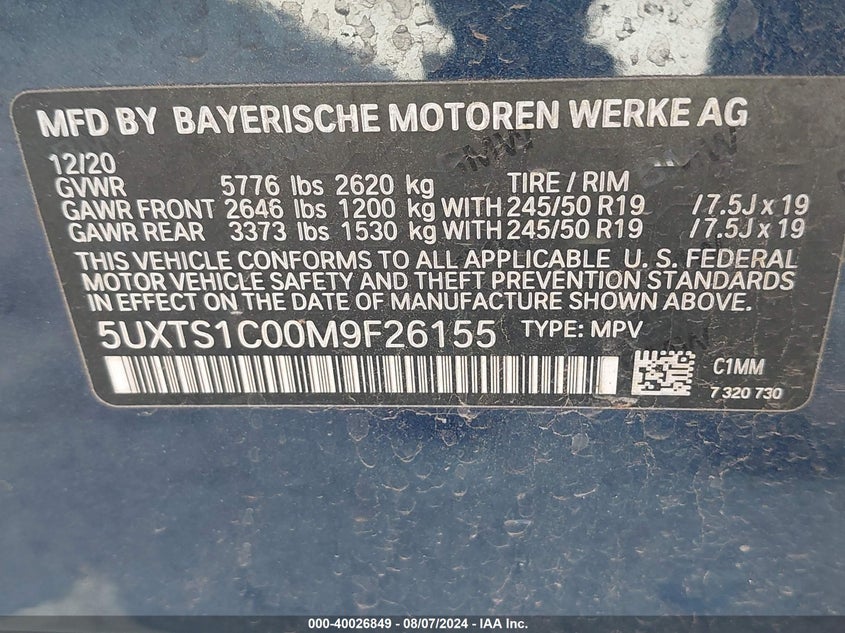 MFD BY BAYERISCHE MOTOREN WERKE AG
12/20
GVWR 5776 lbs 2620 kg TIRE / RIM
GAWR FRONT 2646 lbs 1200 kg WITH 245/50 R19 / 7.5J x 19
GAWR REAR 3373 lbs 1530 kg WITH 245/50 R19 / 7.5J x 19
THIS VEHICLE CONFORMS TO ALL APPLICABLE U. S. FEDERAL
MOTOR VEHICLE SAFETY AND THEFT PREVENTION STANDARDS
IN EFFECT ON THE DATE OF MANUFACTURE SHOWN ABOVE.
5UXTS1C00M9F26155 TYPE: MPV
C1MM
7 320 730
000-40026849 - 08/07/2024 - IAA Inc.